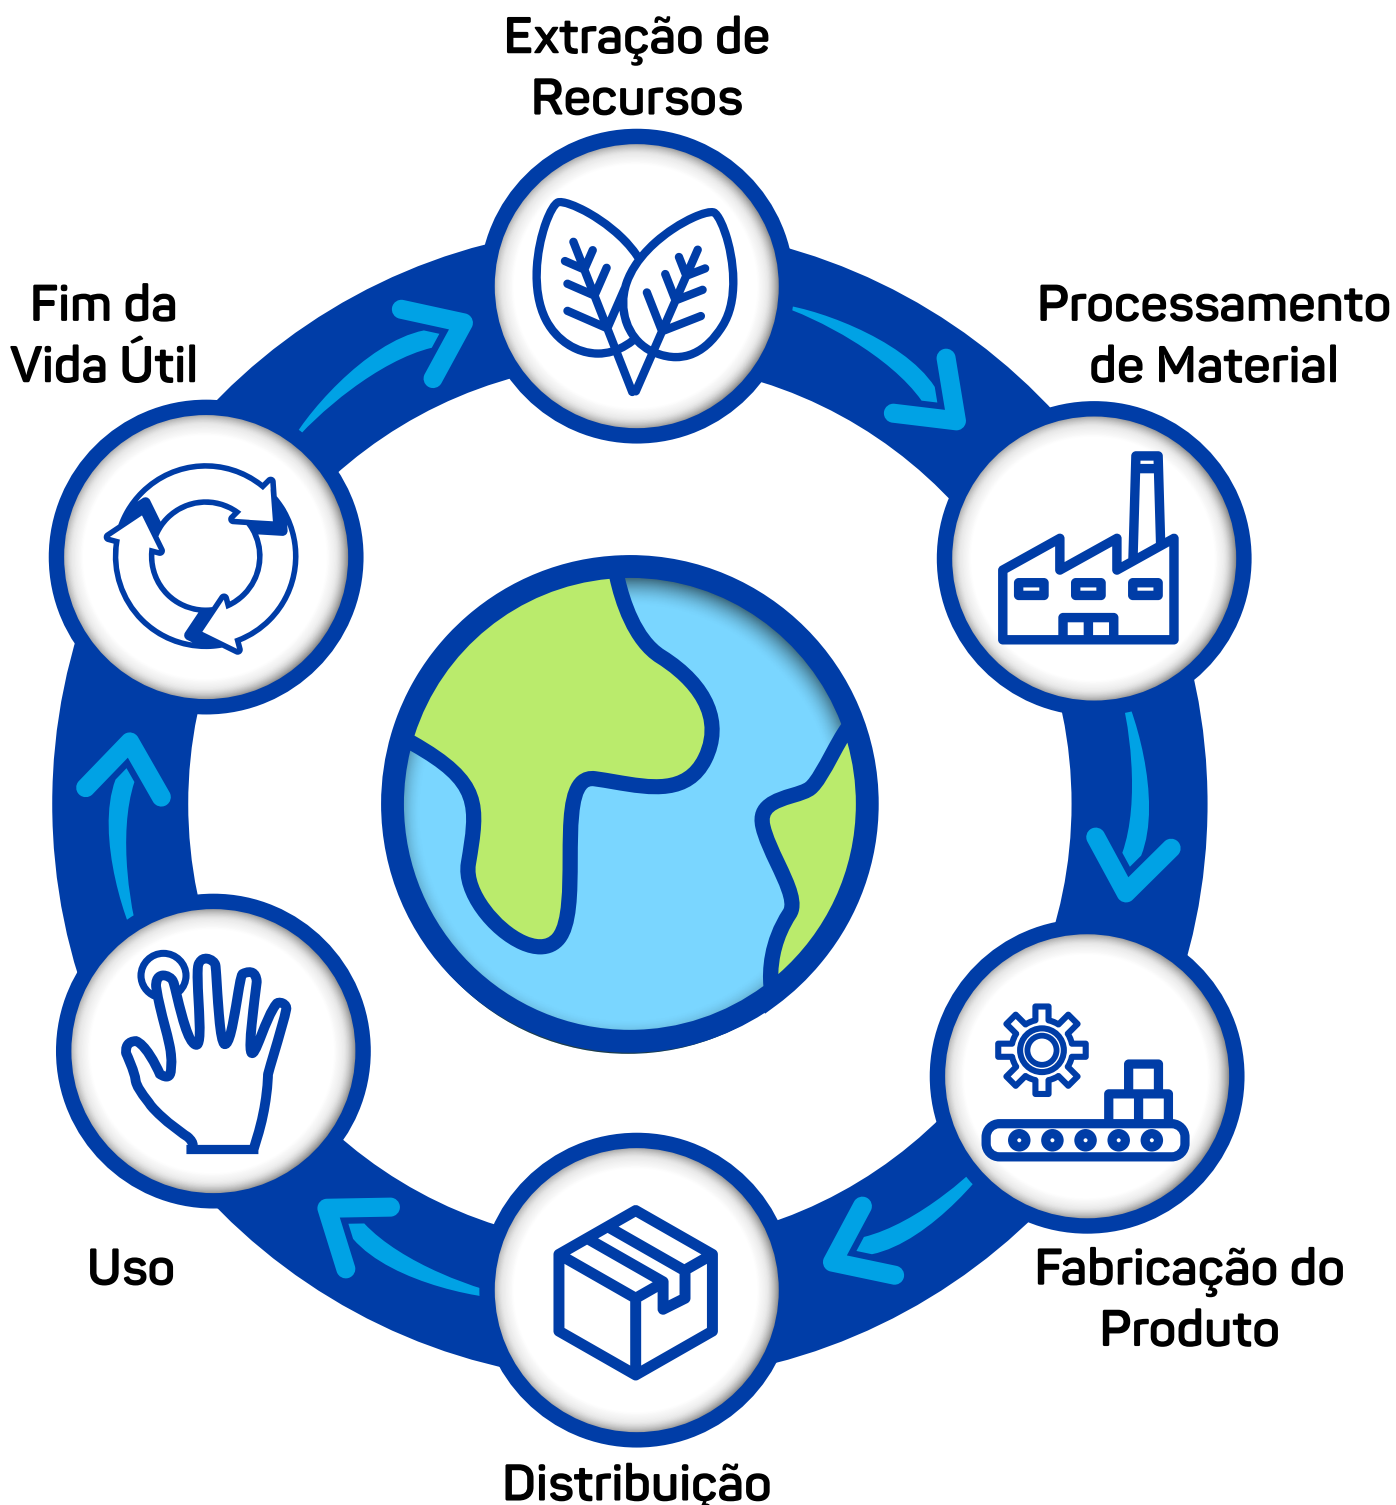 Extração de
Recursos
Processamento
de Material
Fabricação do
Produto
Distribuição
Uso
Fim da
Vida Útil